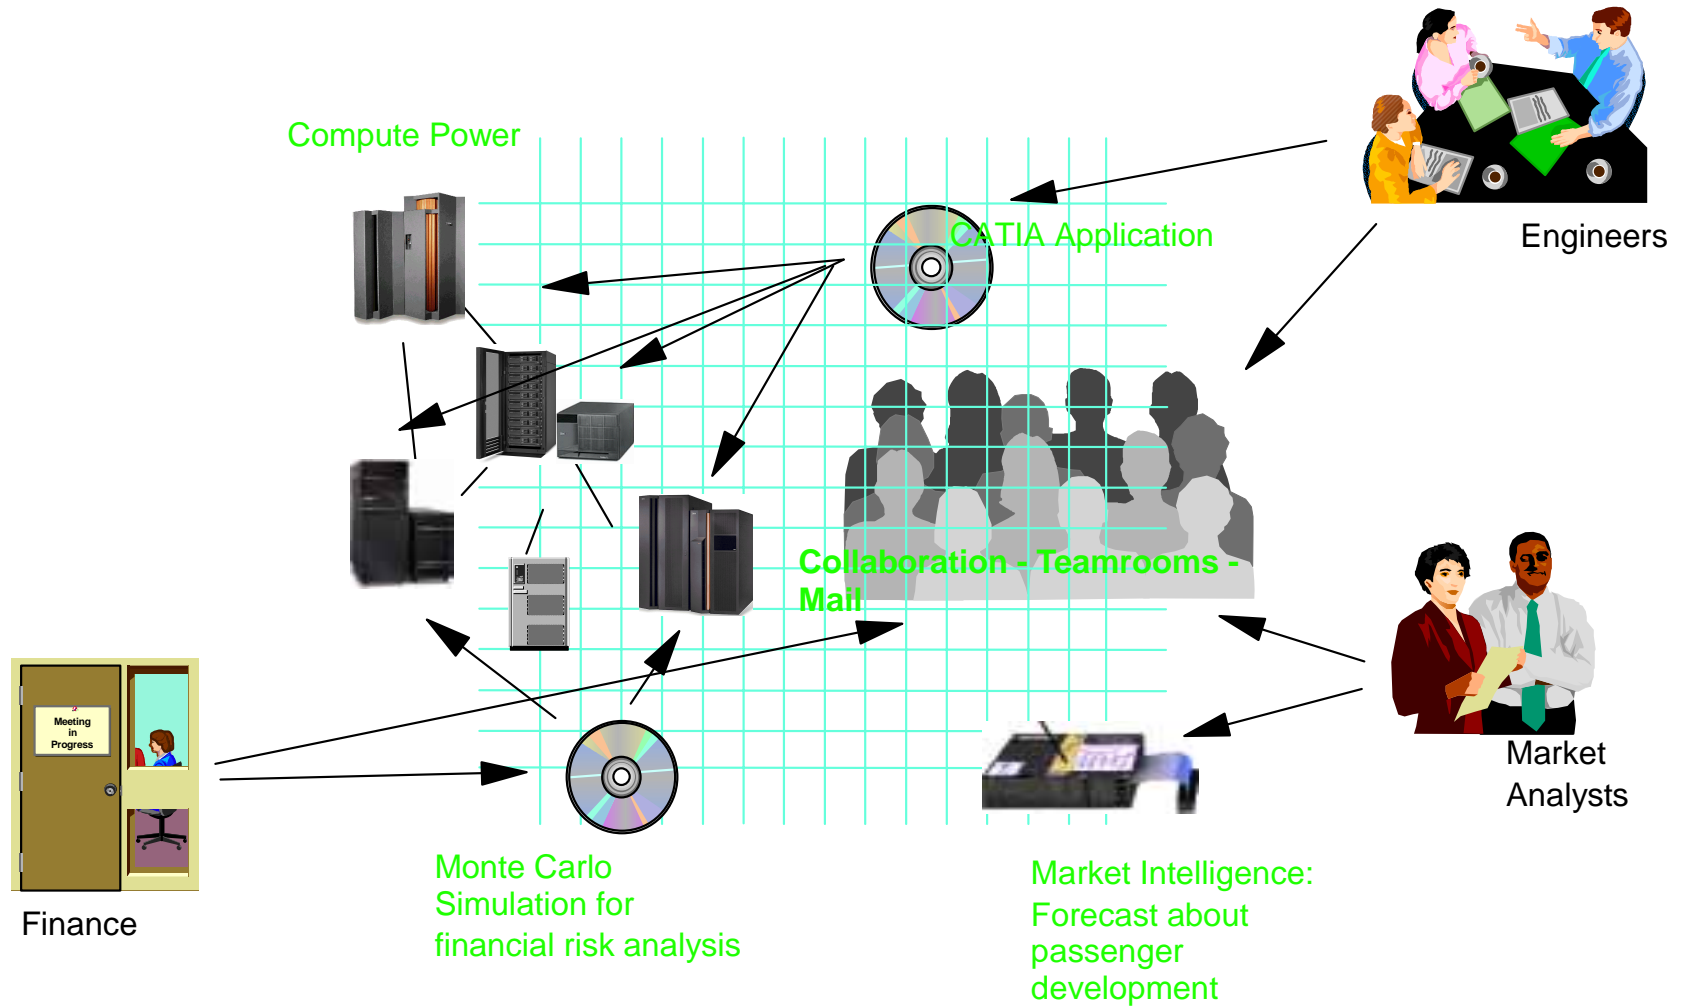 Compute Power
CATIA Application
Engineers
Collaboration - Teamrooms -
Mail
Meeting
in
Progress
Finance
Monte Carlo
Simulation for
financial risk analysis
Market
Analysts
Market Intelligence:
Forecast about
passenger
development